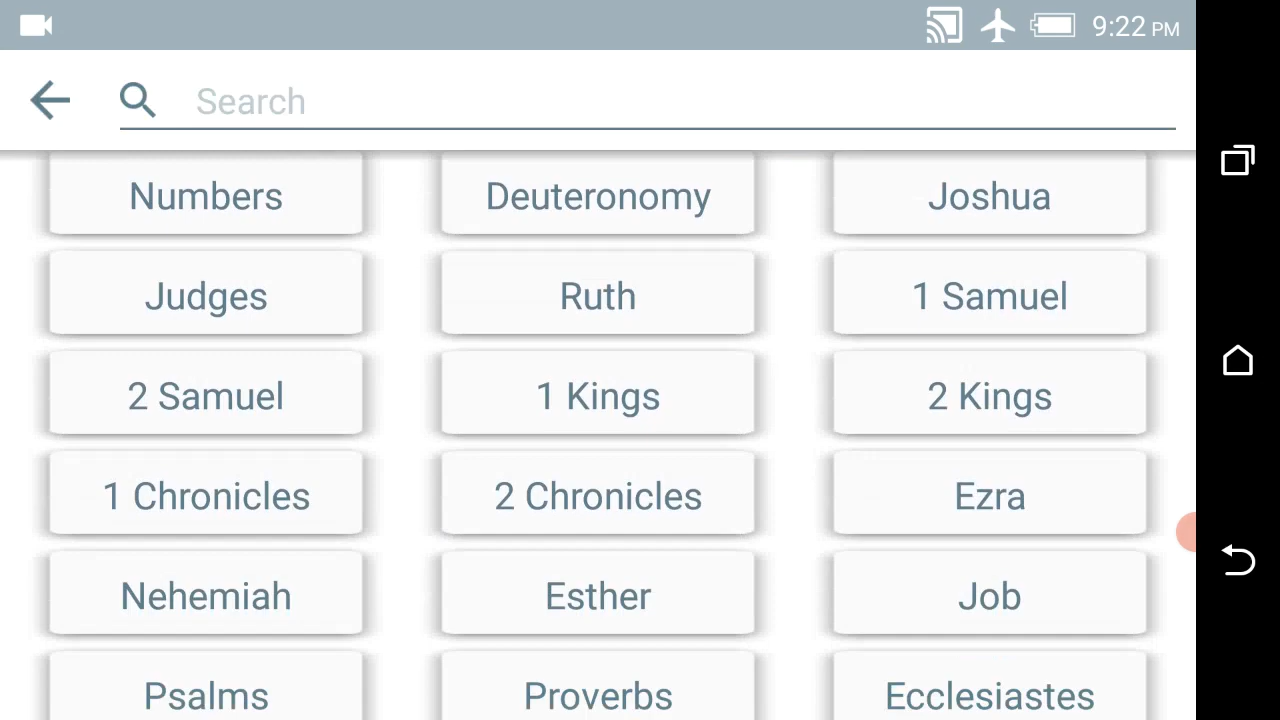 9:22 PM
Search
Numbers Deuteronomy Joshua
Judges Ruth 1 Samuel
2 Samuel 1 Kings 2 Kings
1 Chronicles 2 Chronicles Ezra
Nehemiah Esther Job
Psalms Proverbs Ecclesiastes